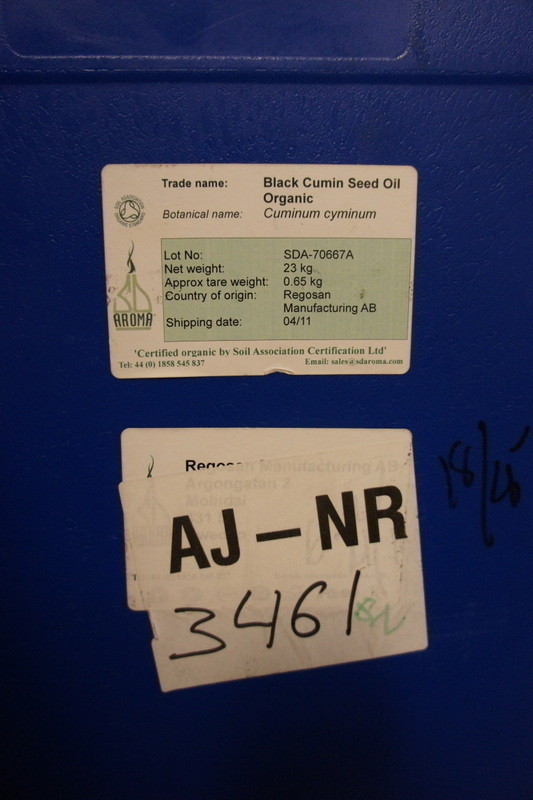 Trade name: Black Cumin Seed Oil
Organic
Botanical name: Cuminum cyminum
Lot No: SDA-70667A
Net weight: 23 kg
Approx tare weight: 0.65 kg
Country of origin: Regosan
Manufacturing AB
Shipping date: 04/11
AROMA
'Certified organic by Soil Association Certification Ltd'
Tel: 44 (0) 1858 545 837 Email: sales@sdaroma.com
Regosan Manufacturing AB
Argongatan 2
Molndal
AJ-NR
3461